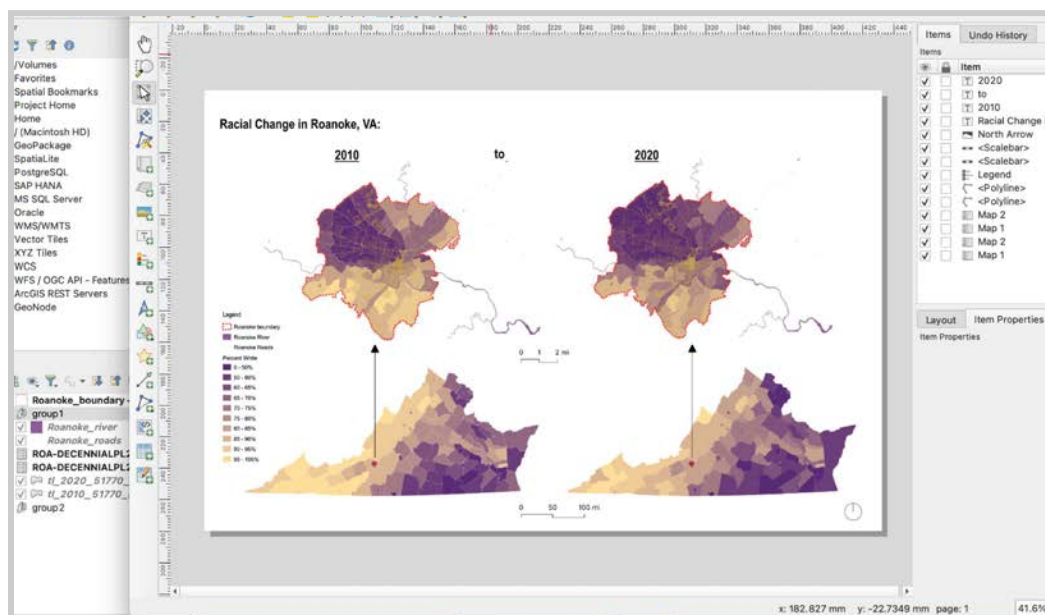 /Volumes
Favorites
Spatial Bookmarks
Project Home
Home
/ (Macintosh HD)
GeoPackage
SpatiaLite
PostgreSQL
SAP HANA
MS SQL Server
Oracle
WMS/WMTS
Vector Tiles
XYZ Tiles
WCS
WFS / OGC API - Features
ArcGIS REST Servers
GeoNode
Roanoke_boundary
group1
Roanoke_river
Roanoke_roads
ROA-DECENNIALPL2
ROA-DECENNIALPL2
tl_2020_51770_
tl_2010_51770_
group2
Racial Change in Roanoke, VA:
2010 to 2020
Legend
Roanoke boundary
Roanoke River
Roanoke Roads
0 1 2 mi
0 1 2 mi
0 50 100 mi
Items Undo History
Items
Item
2020
to
2010
Racial Change
North Arrow
<Scalebar>
<Scalebar>
Legend
<Polyline>
<Polyline>
Map 2
Map 1
Map 2
Map 1
Layout Item Properties
Item Properties
x: 182.827 mm y: -22.7349 mm page: 1 41.6%